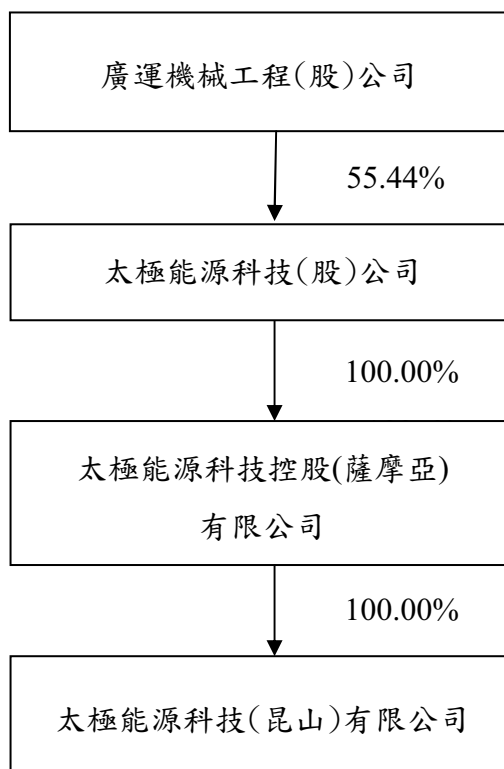 廣運機械工程(股)公司
55.44%
太極能源科技(股)公司
100.00%
太極能源科技控股(薩摩亞)
有限公司
100.00%
太極能源科技(昆山)有限公司